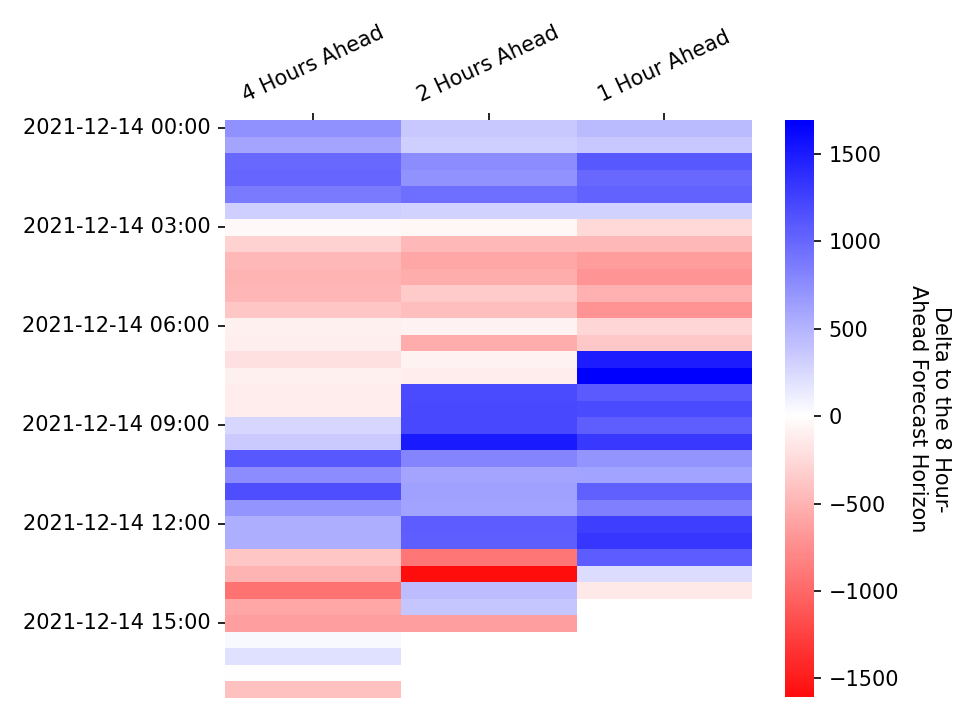 4 Hours Ahead
2 Hours Ahead
1 Hour Ahead
2021-12-14 00:00
2021-12-14 03:00
2021-12-14 06:00
2021-12-14 09:00
2021-12-14 12:00
2021-12-14 15:00
1500
1000
500
0
−500
−1000
−1500
Delta to the 8 Hour-
Ahead Forecast Horizon